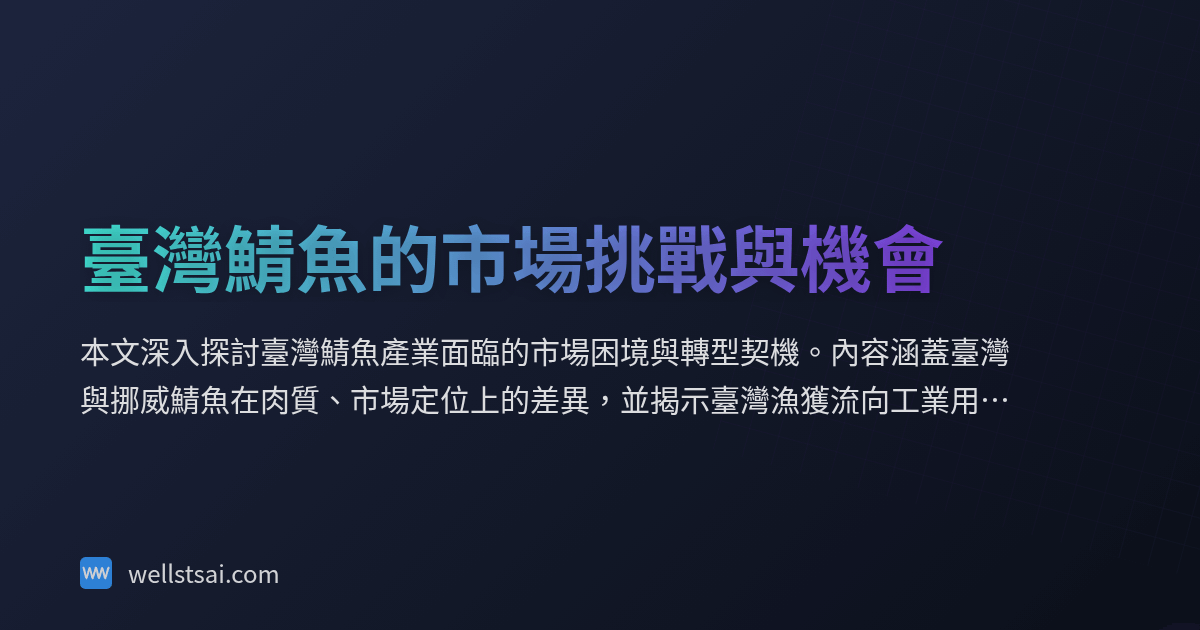 臺灣鯖魚的市場挑戰與機會
本文深入探討臺灣鯖魚產業面臨的市場困境與轉型契機。內容涵蓋臺灣
與挪威鯖魚在肉質、市場定位上的差異，並揭示臺灣漁獲流向工業用…
wellstsai.com